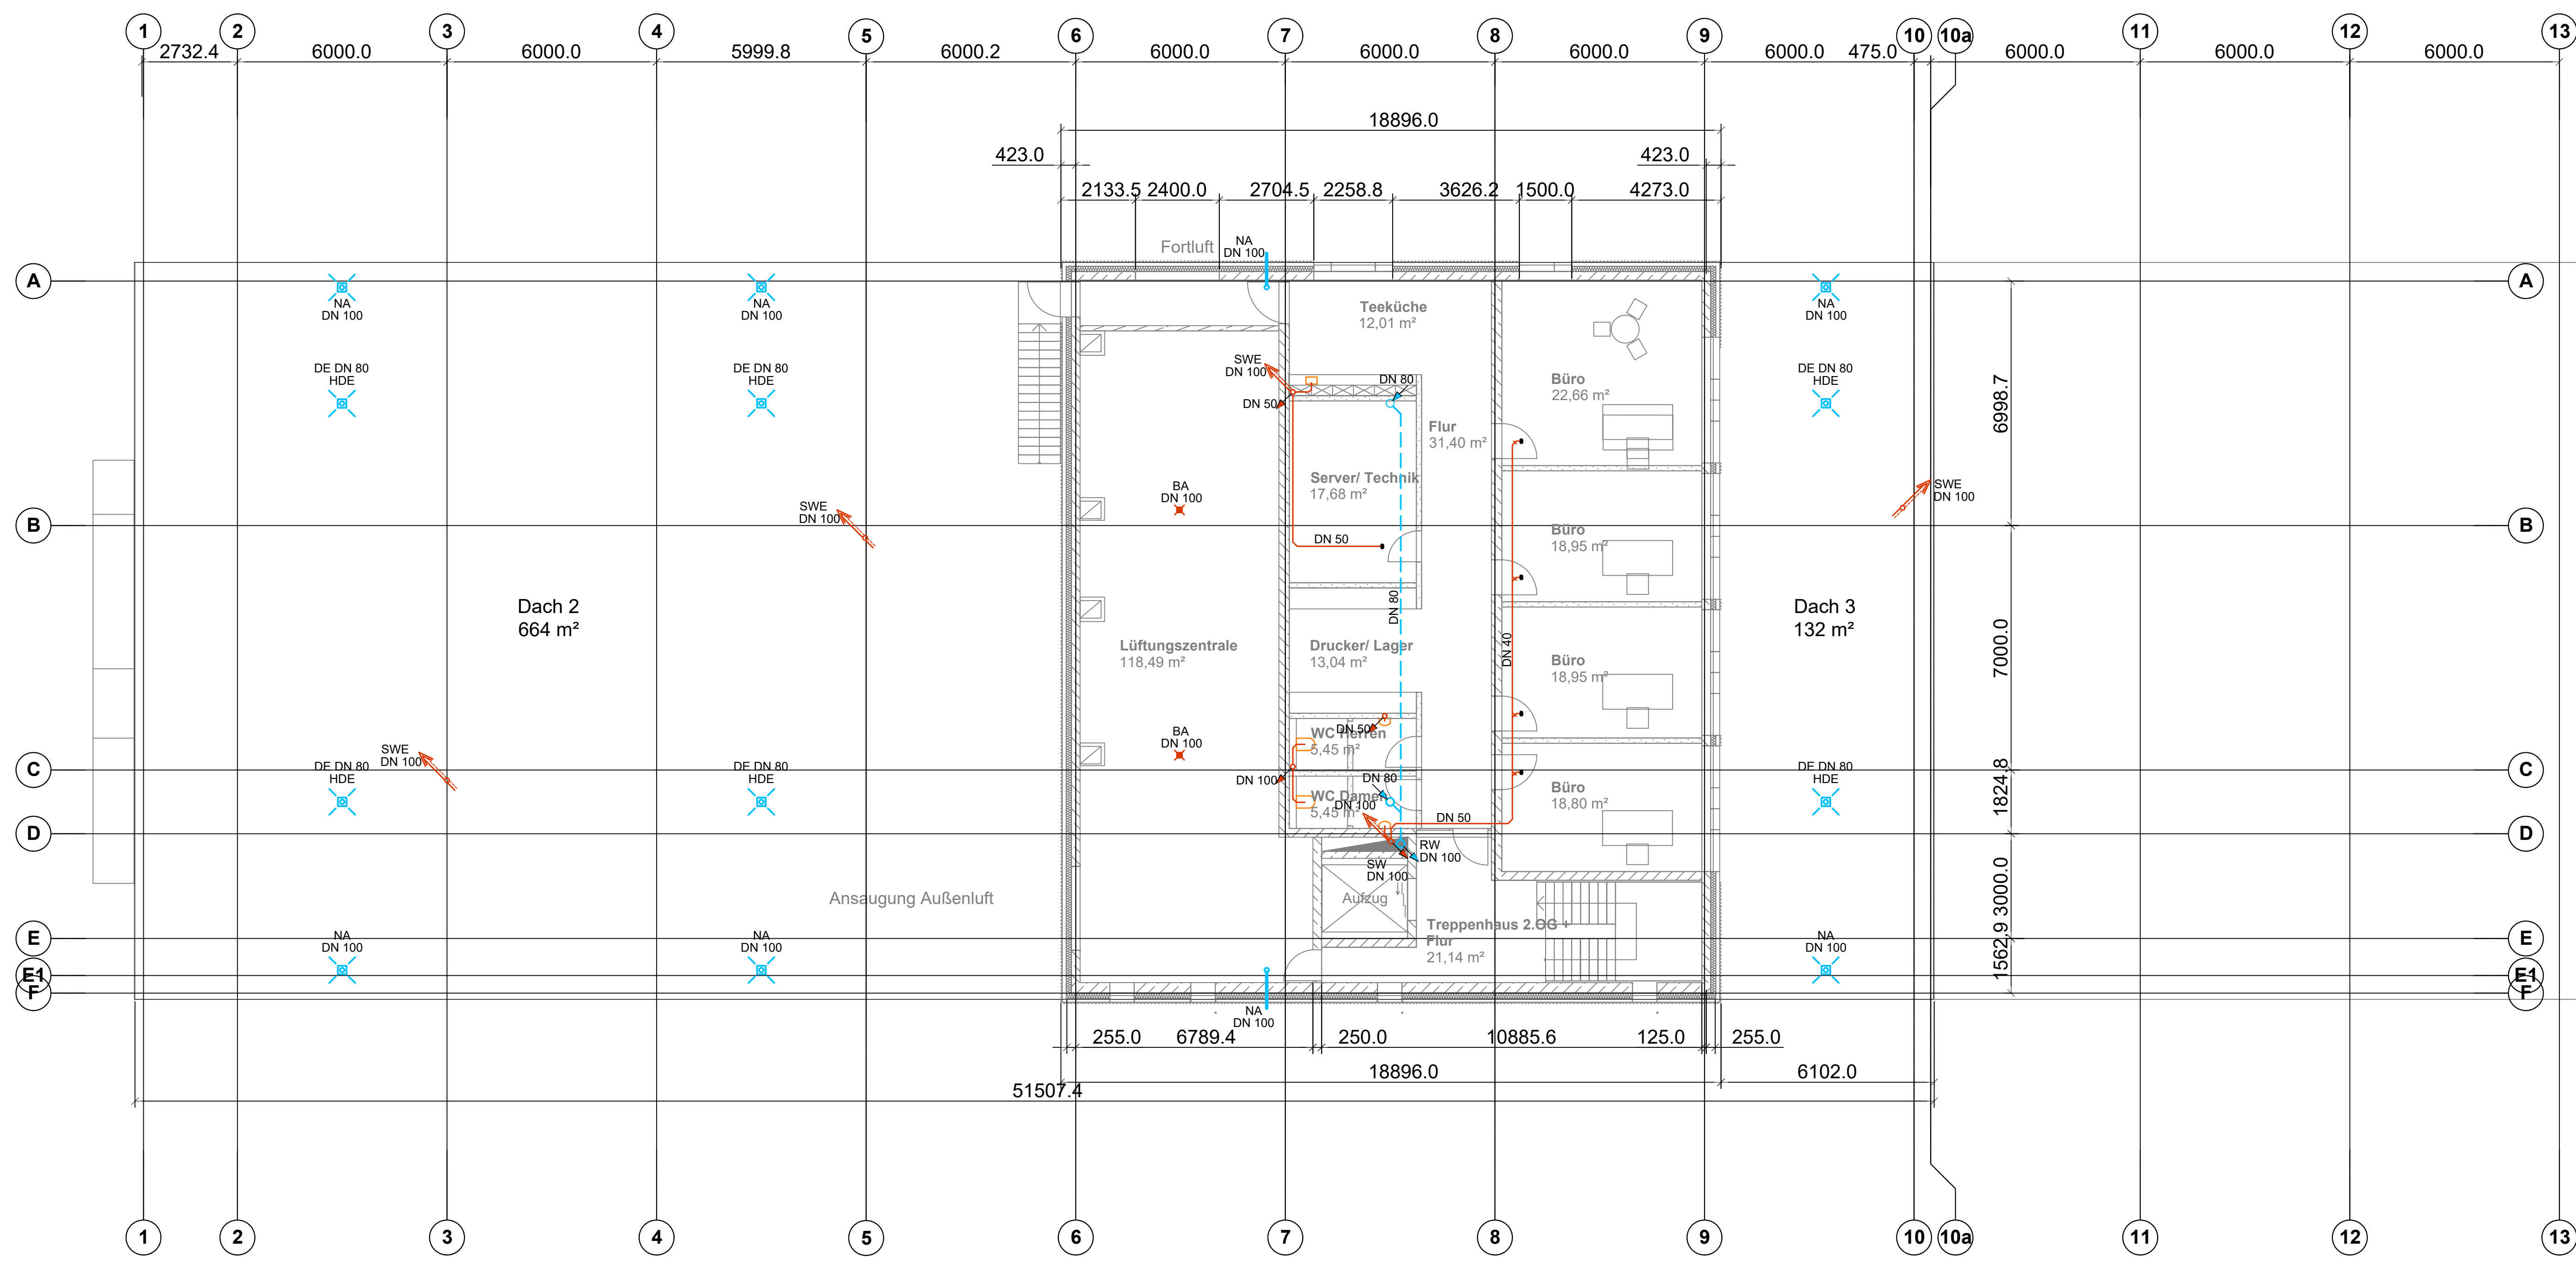 1 2 3 4 5 6 7 8 9 10 10a 11 12 13
2732.4 6000.0 6000.0 5999.8 6000.2 6000.0 6000.0 6000.0 6000.0 475.0 6000.0 6000.0 6000.0
18896.0
423.0 423.0
2133.5 2400.0 2704.5 2258.8 3626.2 1500.0 4273.0
Fortluft
NA
DN 100
A A
NA
DN 100
NA
DN 100
NA
DN 100
Teeküche
12,01 m²
DE DN 80
HDE
DE DN 80
HDE
DE DN 80
HDE
SWE
DN 100
DN 50
DN 80
Büro
22,66 m²
Flur
31,40 m²
6998.7
Server/ Technik
17,68 m²
BA
DN 100
SWE
DN 100
SWE
DN 100
B B
DN 50
Büro
18,95 m²
Dach 2
664 m²
DN 80
DN 40
Dach 3
132 m²
7000.0
Lüftungszentrale
118,49 m²
Drucker/ Lager
13,04 m²
Büro
18,95 m²
BA
DN 100
DN 50
WC Herren
5,45 m²
SWE
DN 100
C C
DE DN 80
HDE
DE DN 80
HDE
DE DN 80
HDE
DN 100
DN 80
WC Damen
5,45 m²
DN 100
Büro
18,80 m²
1824.8
DN 50
D D
RW
DN 100
SW
DN 100
Ansaugung Außenluft
Aufzug
3000.0
Treppenhaus 2.OG +
Flur
21,14 m²
E E
NA
DN 100
NA
DN 100
NA
DN 100
1562.9
E1 E1
F F
NA
DN 100
255.0 6789.4 250.0 10885.6 125.0 255.0
18896.0 6102.0
51507.4
1 2 3 4 5 6 7 8 9 10 10a 11 12 13